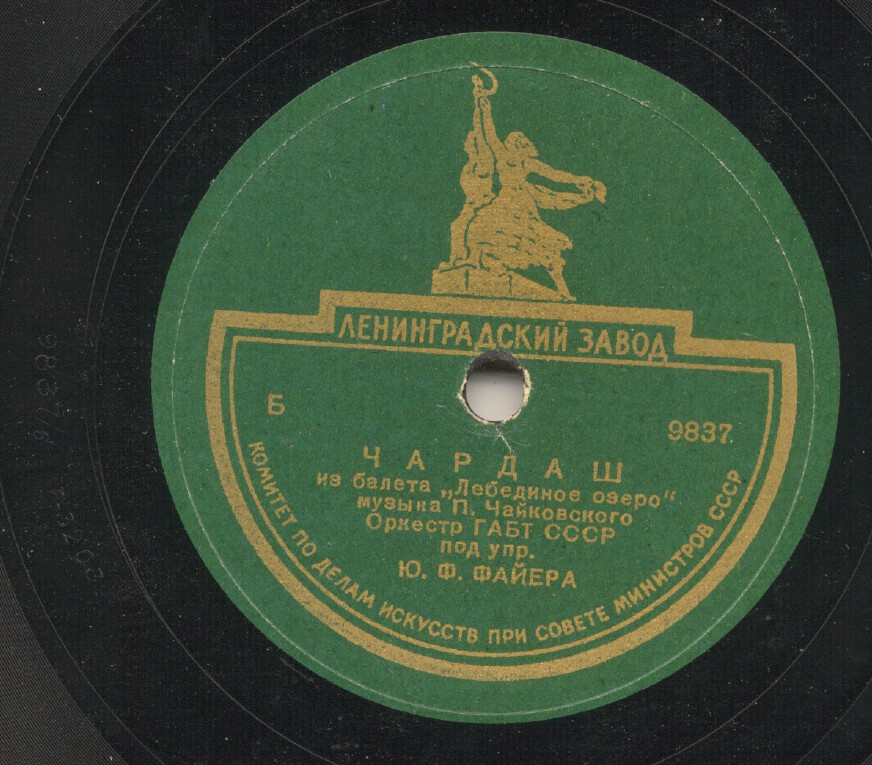 ЛЕНИНГРАДСКИЙ ЗАВОД
Б
9837
ЧАРДАШ
из балета „Лебединое озеро“
музыка П. Чайковского
Оркестр ГАБТ СССР
под упр.
Ю. Ф. ФАЙЕРА
КОМИТЕТ ПО ДЕЛАМ ИСКУССТВ ПРИ СОВЕТЕ МИНИСТРОВ СССР